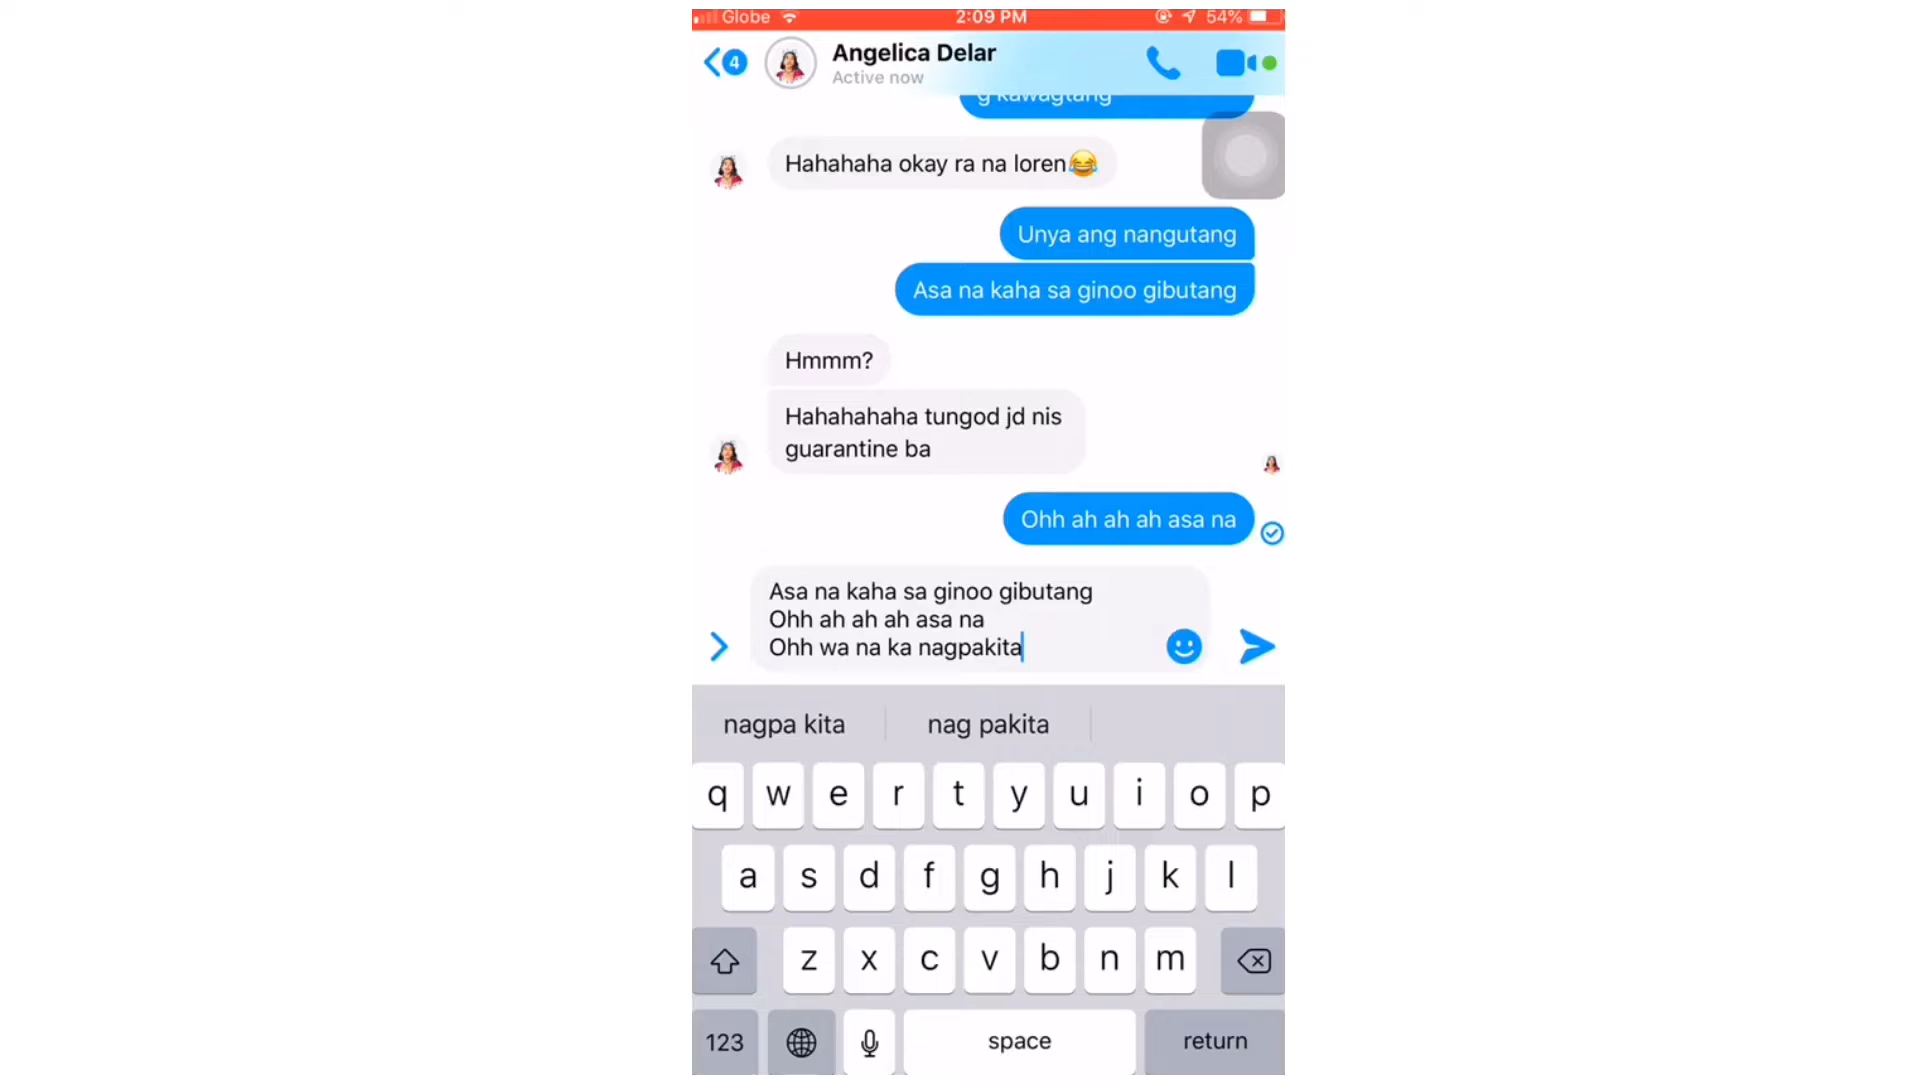 Globe
2:09 PM
54%
4
Angelica Delar
Active now
g kawagtang
Hahahaha okay ra na loren😂
Unya ang nangutang
Asa na kaha sa ginoo gibutang
Hmmm?
Hahahahaha tungod jd nis
guarantine ba
Ohh ah ah ah asa na
Asa na kaha sa ginoo gibutang
Ohh ah ah ah asa na
Ohh wa na ka nagpakita
nagpa kita
nag pakita
q w e r t y u i o p
a s d f g h j k l
z x c v b n m
123
space
return